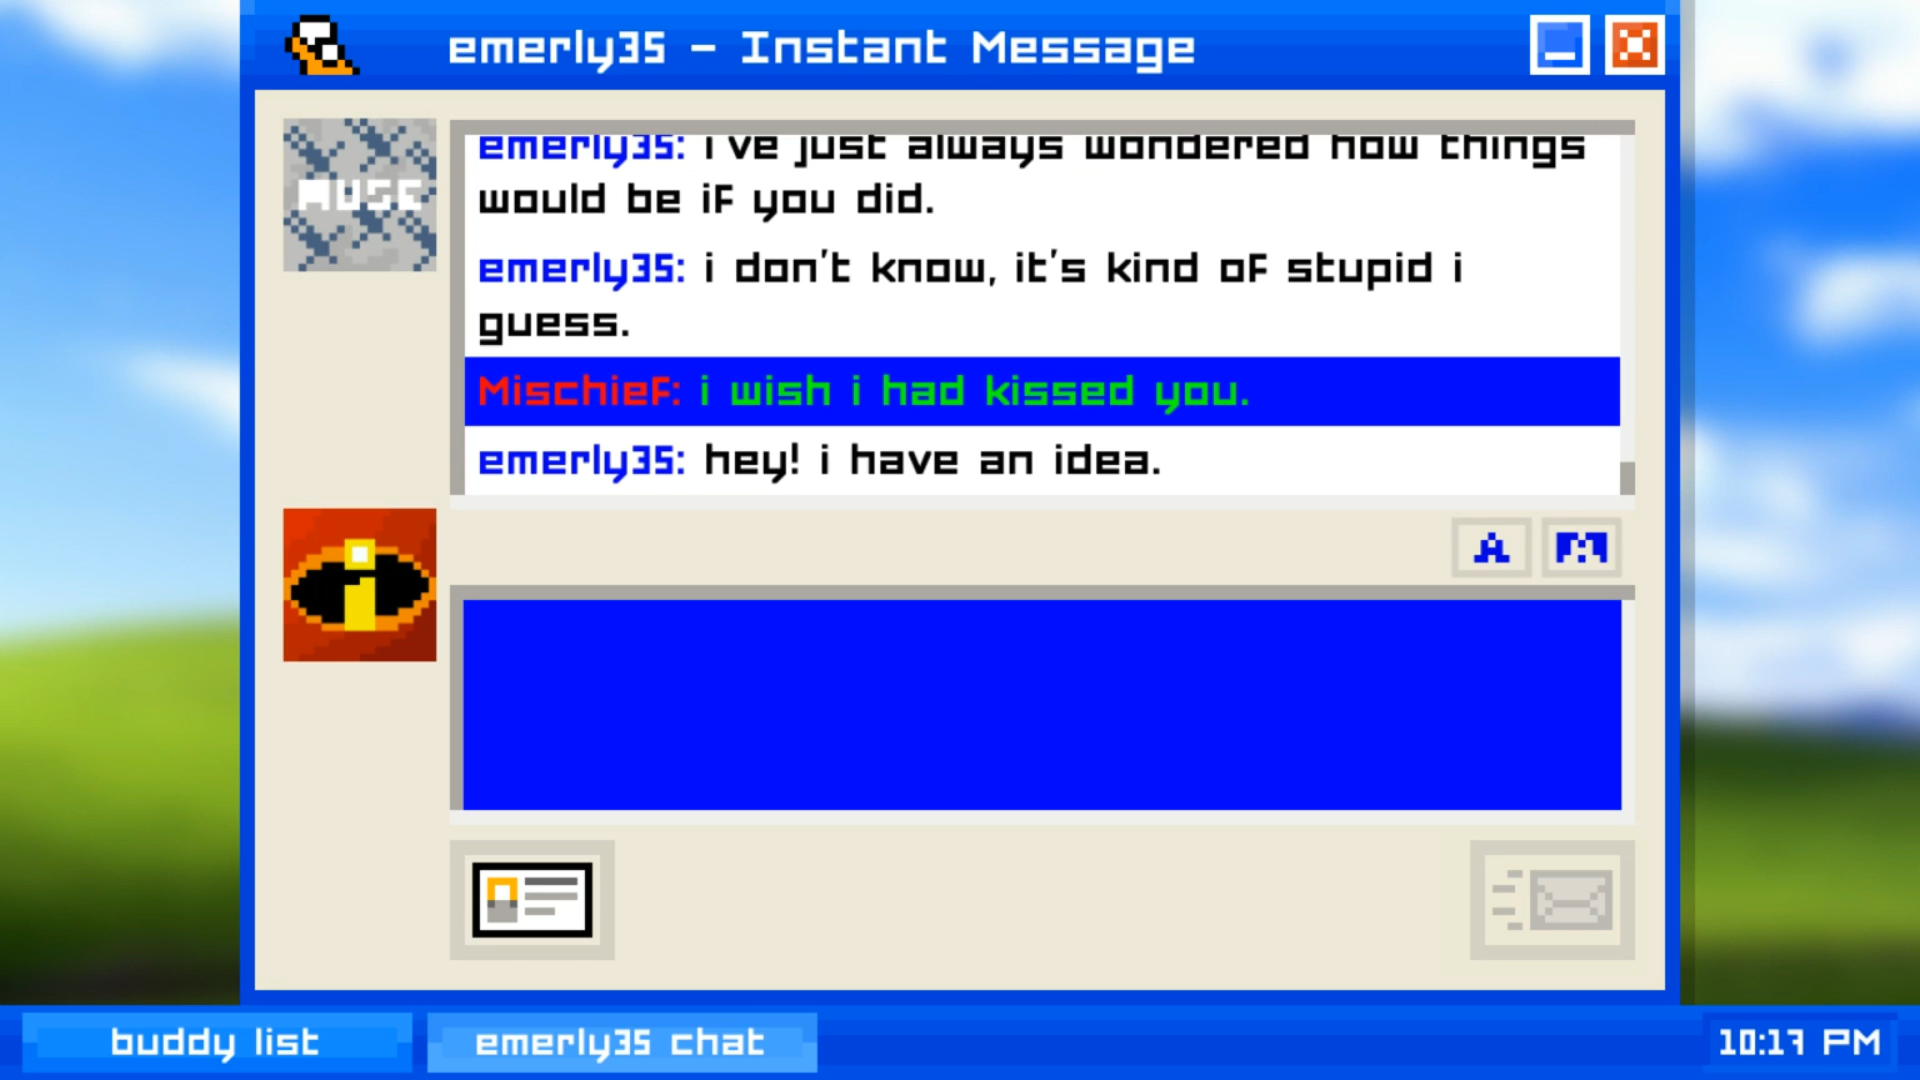 emerly35 - Instant Message
MUSE
emerly35: i've just always wondered how things
would be if you did.
emerly35: i don't know, it's kind of stupid i
guess.
Mischief: i wish i had kissed you.
emerly35: hey! i have an idea.
A M
buddy list
emerly35 chat
10:17 PM